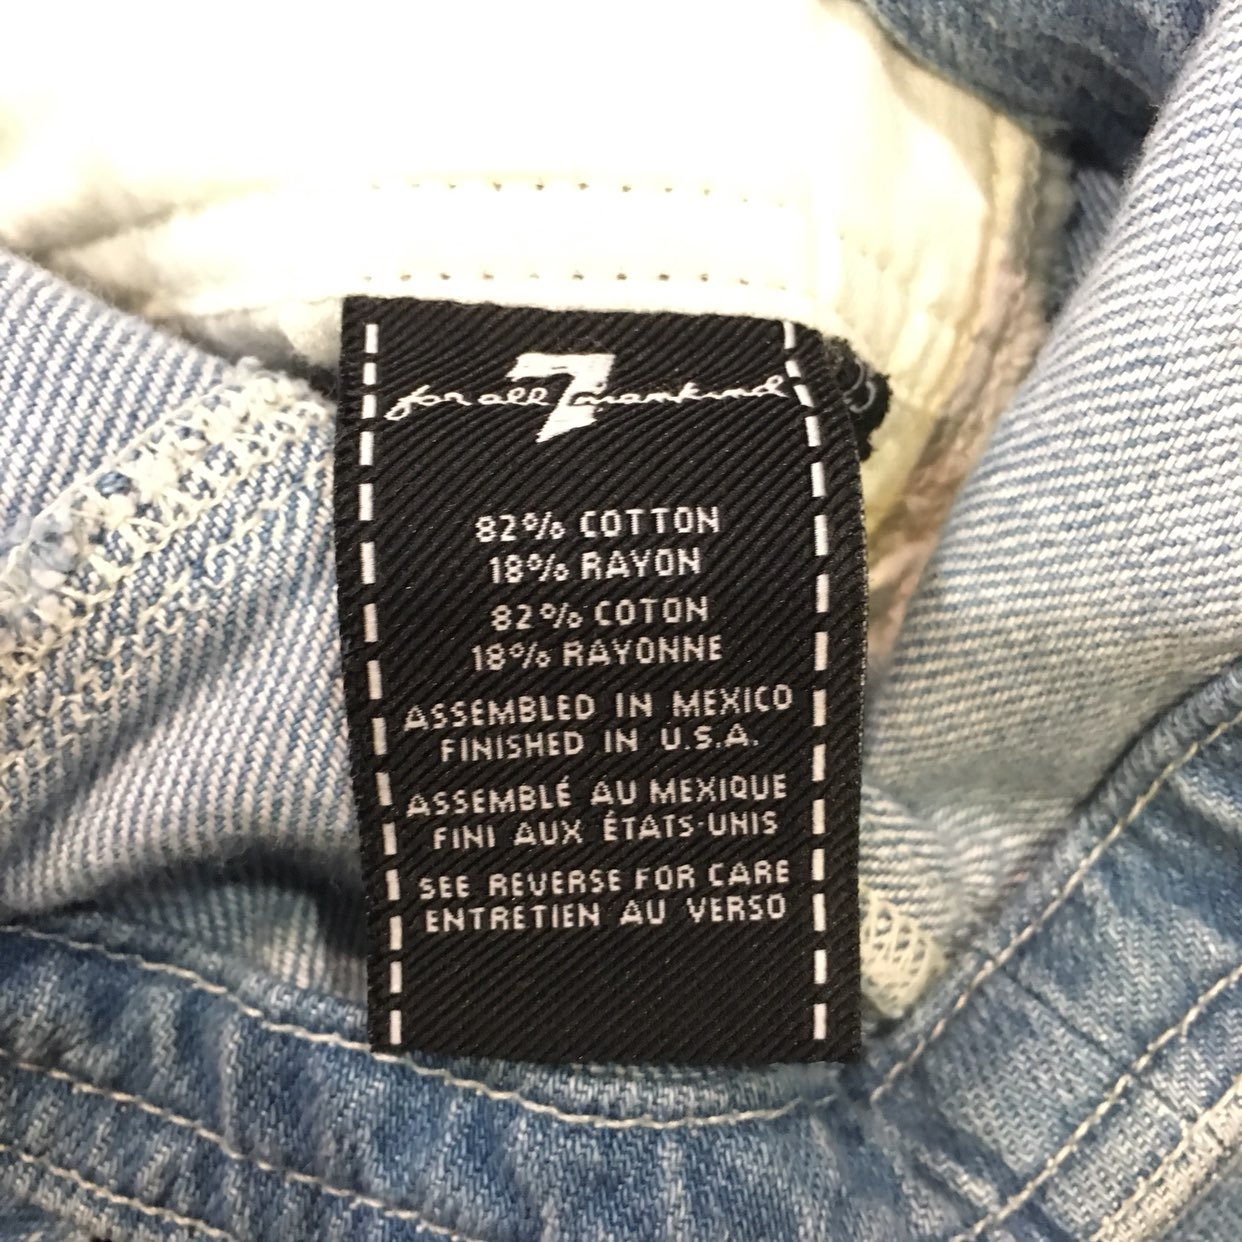 7 for all mankind
82% COTTON
18% RAYON
82% COTON
18% RAYONNE
ASSEMBLED IN MEXICO
FINISHED IN U.S.A.
ASSEMBLÉ AU MEXIQUE
FINI AUX ÉTATS-UNIS
SEE REVERSE FOR CARE
ENTRETIEN AU VERSO